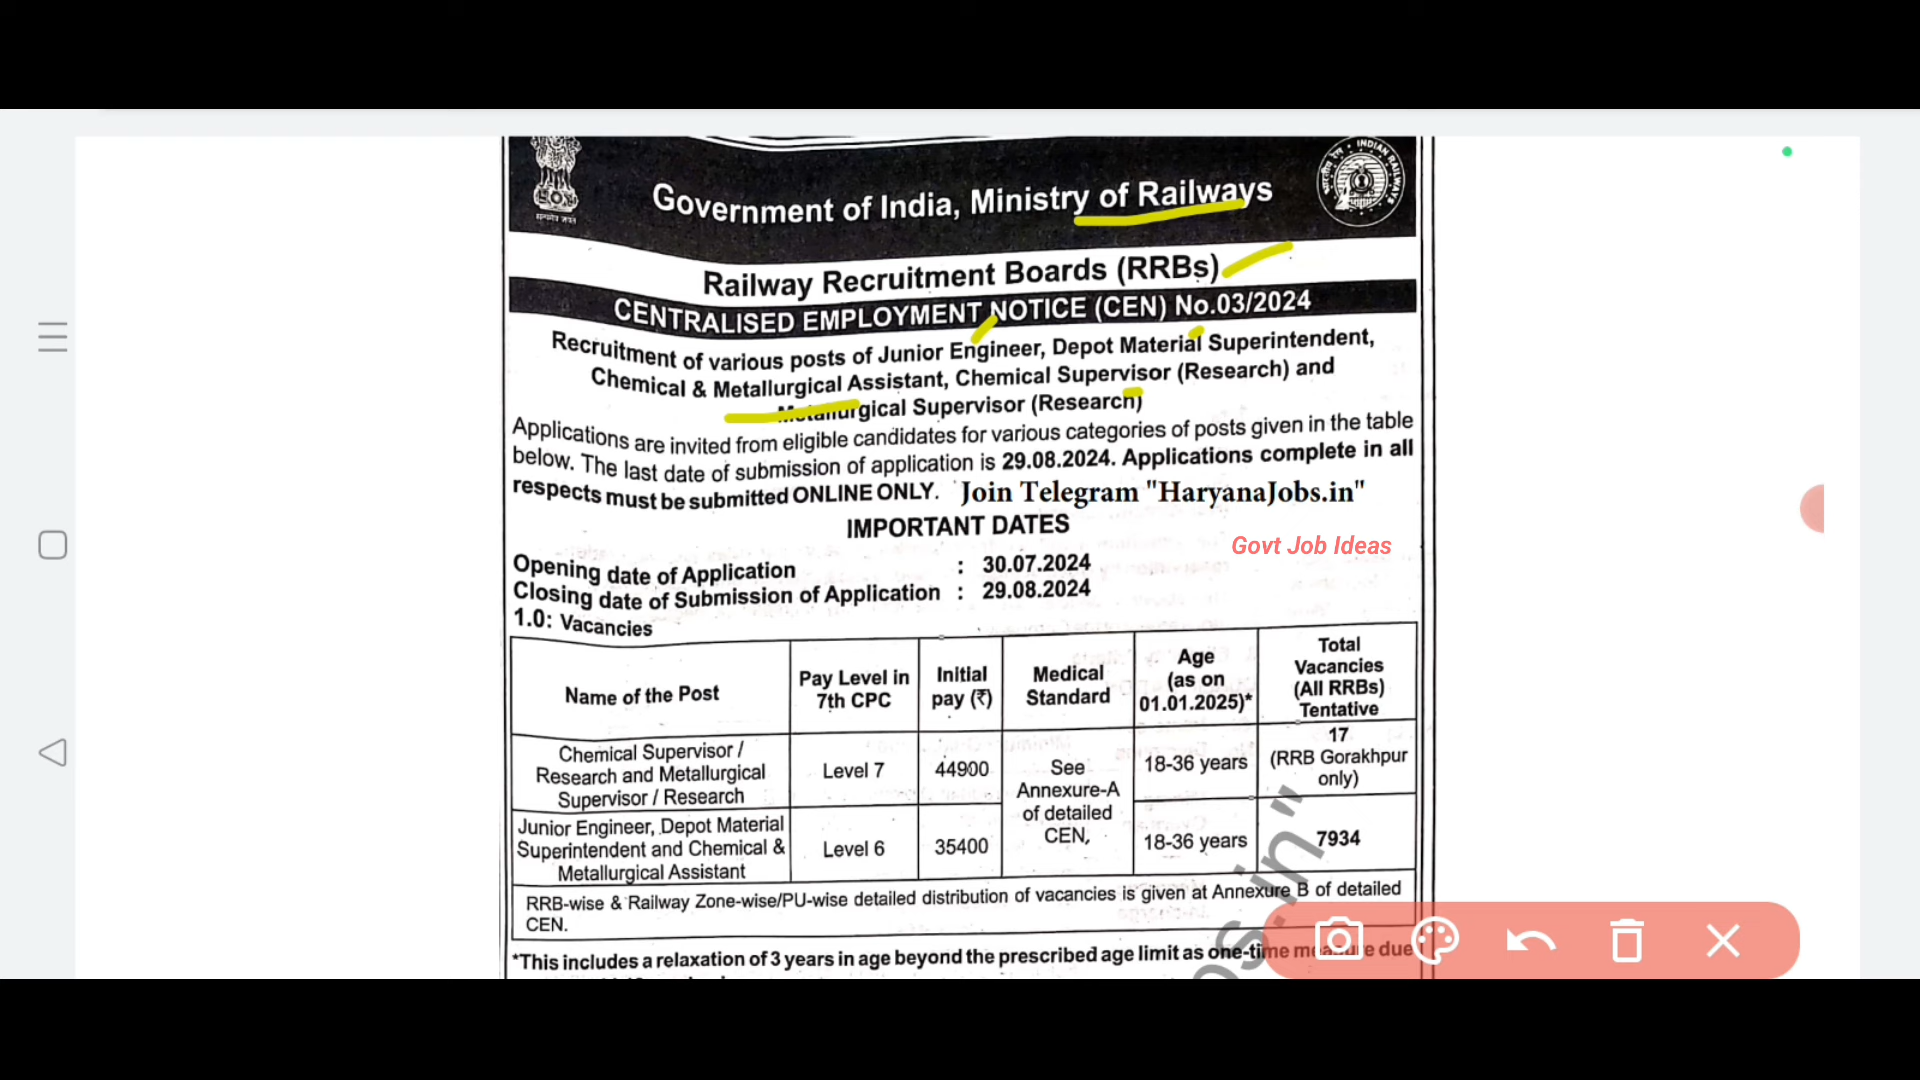 INDIAN RAILWAYS
Government of India, Ministry of Railways
Railway Recruitment Boards (RRBs)
CENTRALISED EMPLOYMENT NOTICE (CEN) No.03/2024
Recruitment of various posts of Junior Engineer, Depot Material Superintendent,
Chemical & Metallurgical Assistant, Chemical Supervisor (Research) and
Metallurgical Supervisor (Research)
Applications are invited from eligible candidates for various categories of posts given in the table
below. The last date of submission of application is 29.08.2024. Applications complete in all
respects must be submitted ONLINE ONLY. Join Telegram "HaryanaJobs.in"
IMPORTANT DATES
Govt Job Ideas
Opening date of Application : 30.07.2024
Closing date of Submission of Application : 29.08.2024
1.0: Vacancies
Name of the Post
Pay Level in
7th CPC
Initial
pay (₹)
Medical
Standard
Age
(as on
01.01.2025)*
Total
Vacancies
(All RRBs)
Tentative
Chemical Supervisor /
Research and Metallurgical
Supervisor / Research
Level 7
44900
See
Annexure-A
of detailed
CEN,
18-36 years
17
(RRB Gorakhpur
only)
Junior Engineer, Depot Material
Superintendent and Chemical &
Metallurgical Assistant
Level 6
35400
18-36 years
7934
RRB-wise & Railway Zone-wise/PU-wise detailed distribution of vacancies is given at Annexure B of detailed
CEN.
*This includes a relaxation of 3 years in age beyond the prescribed age limit as one-time measure due